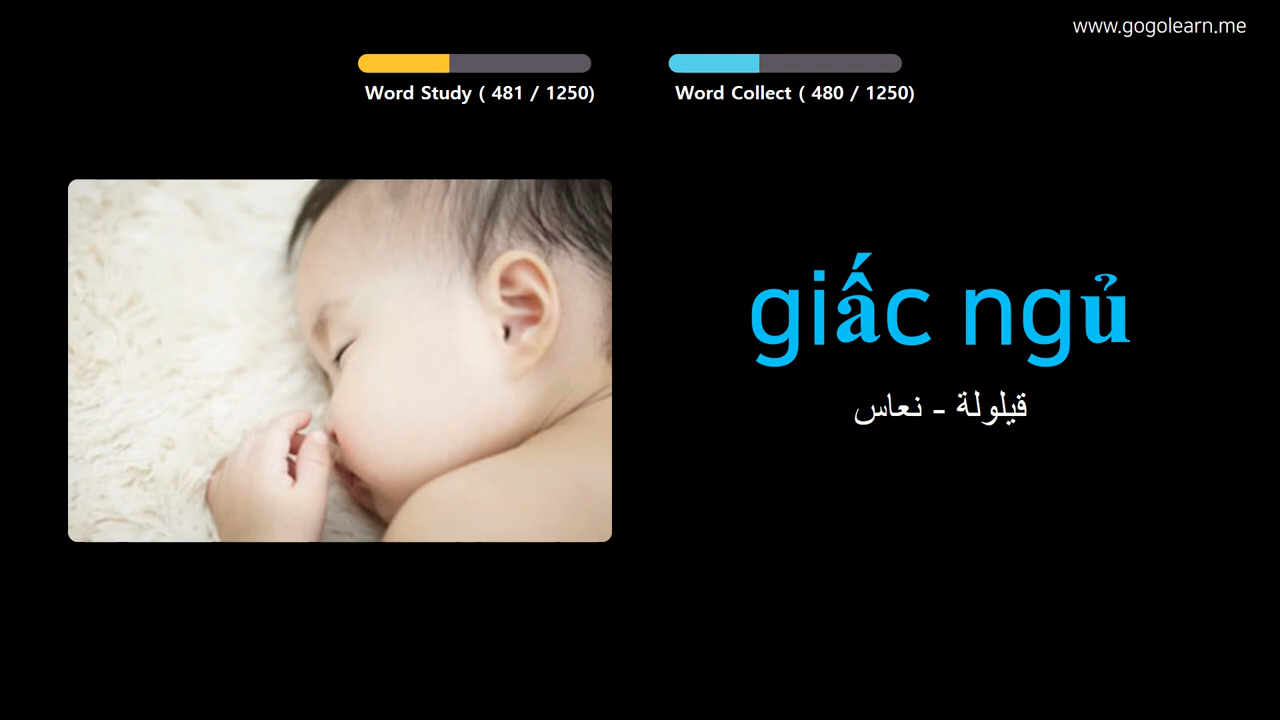 www.gogolearn.me
Word Study ( 481 / 1250)
Word Collect ( 480 / 1250)
giấc ngủ
قيلولة - نعاس